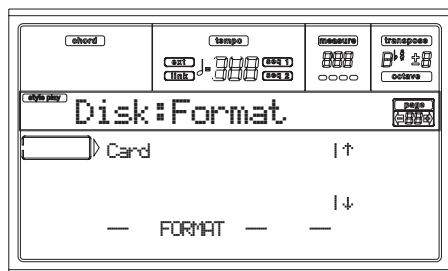 chord tempo measure transpose
ext seq 1
link seq 2
octave
style play page
Disk:Format
Card
FORMAT